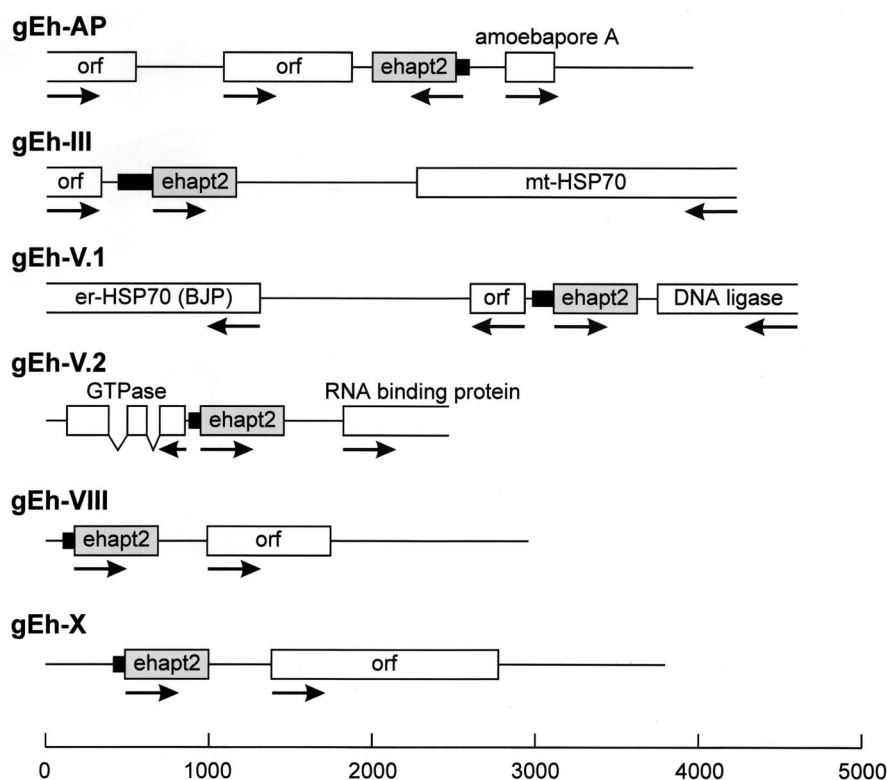 gEh-AP
amoebapore A
orf orf ehapt2
gEh-III
orf ehapt2 mt-HSP70
gEh-V.1
er-HSP70 (BJP) orf ehapt2 DNA ligase
gEh-V.2
GTPase RNA binding protein
ehapt2
gEh-VIII
ehapt2 orf
gEh-X
ehapt2 orf
0 1000 2000 3000 4000 5000